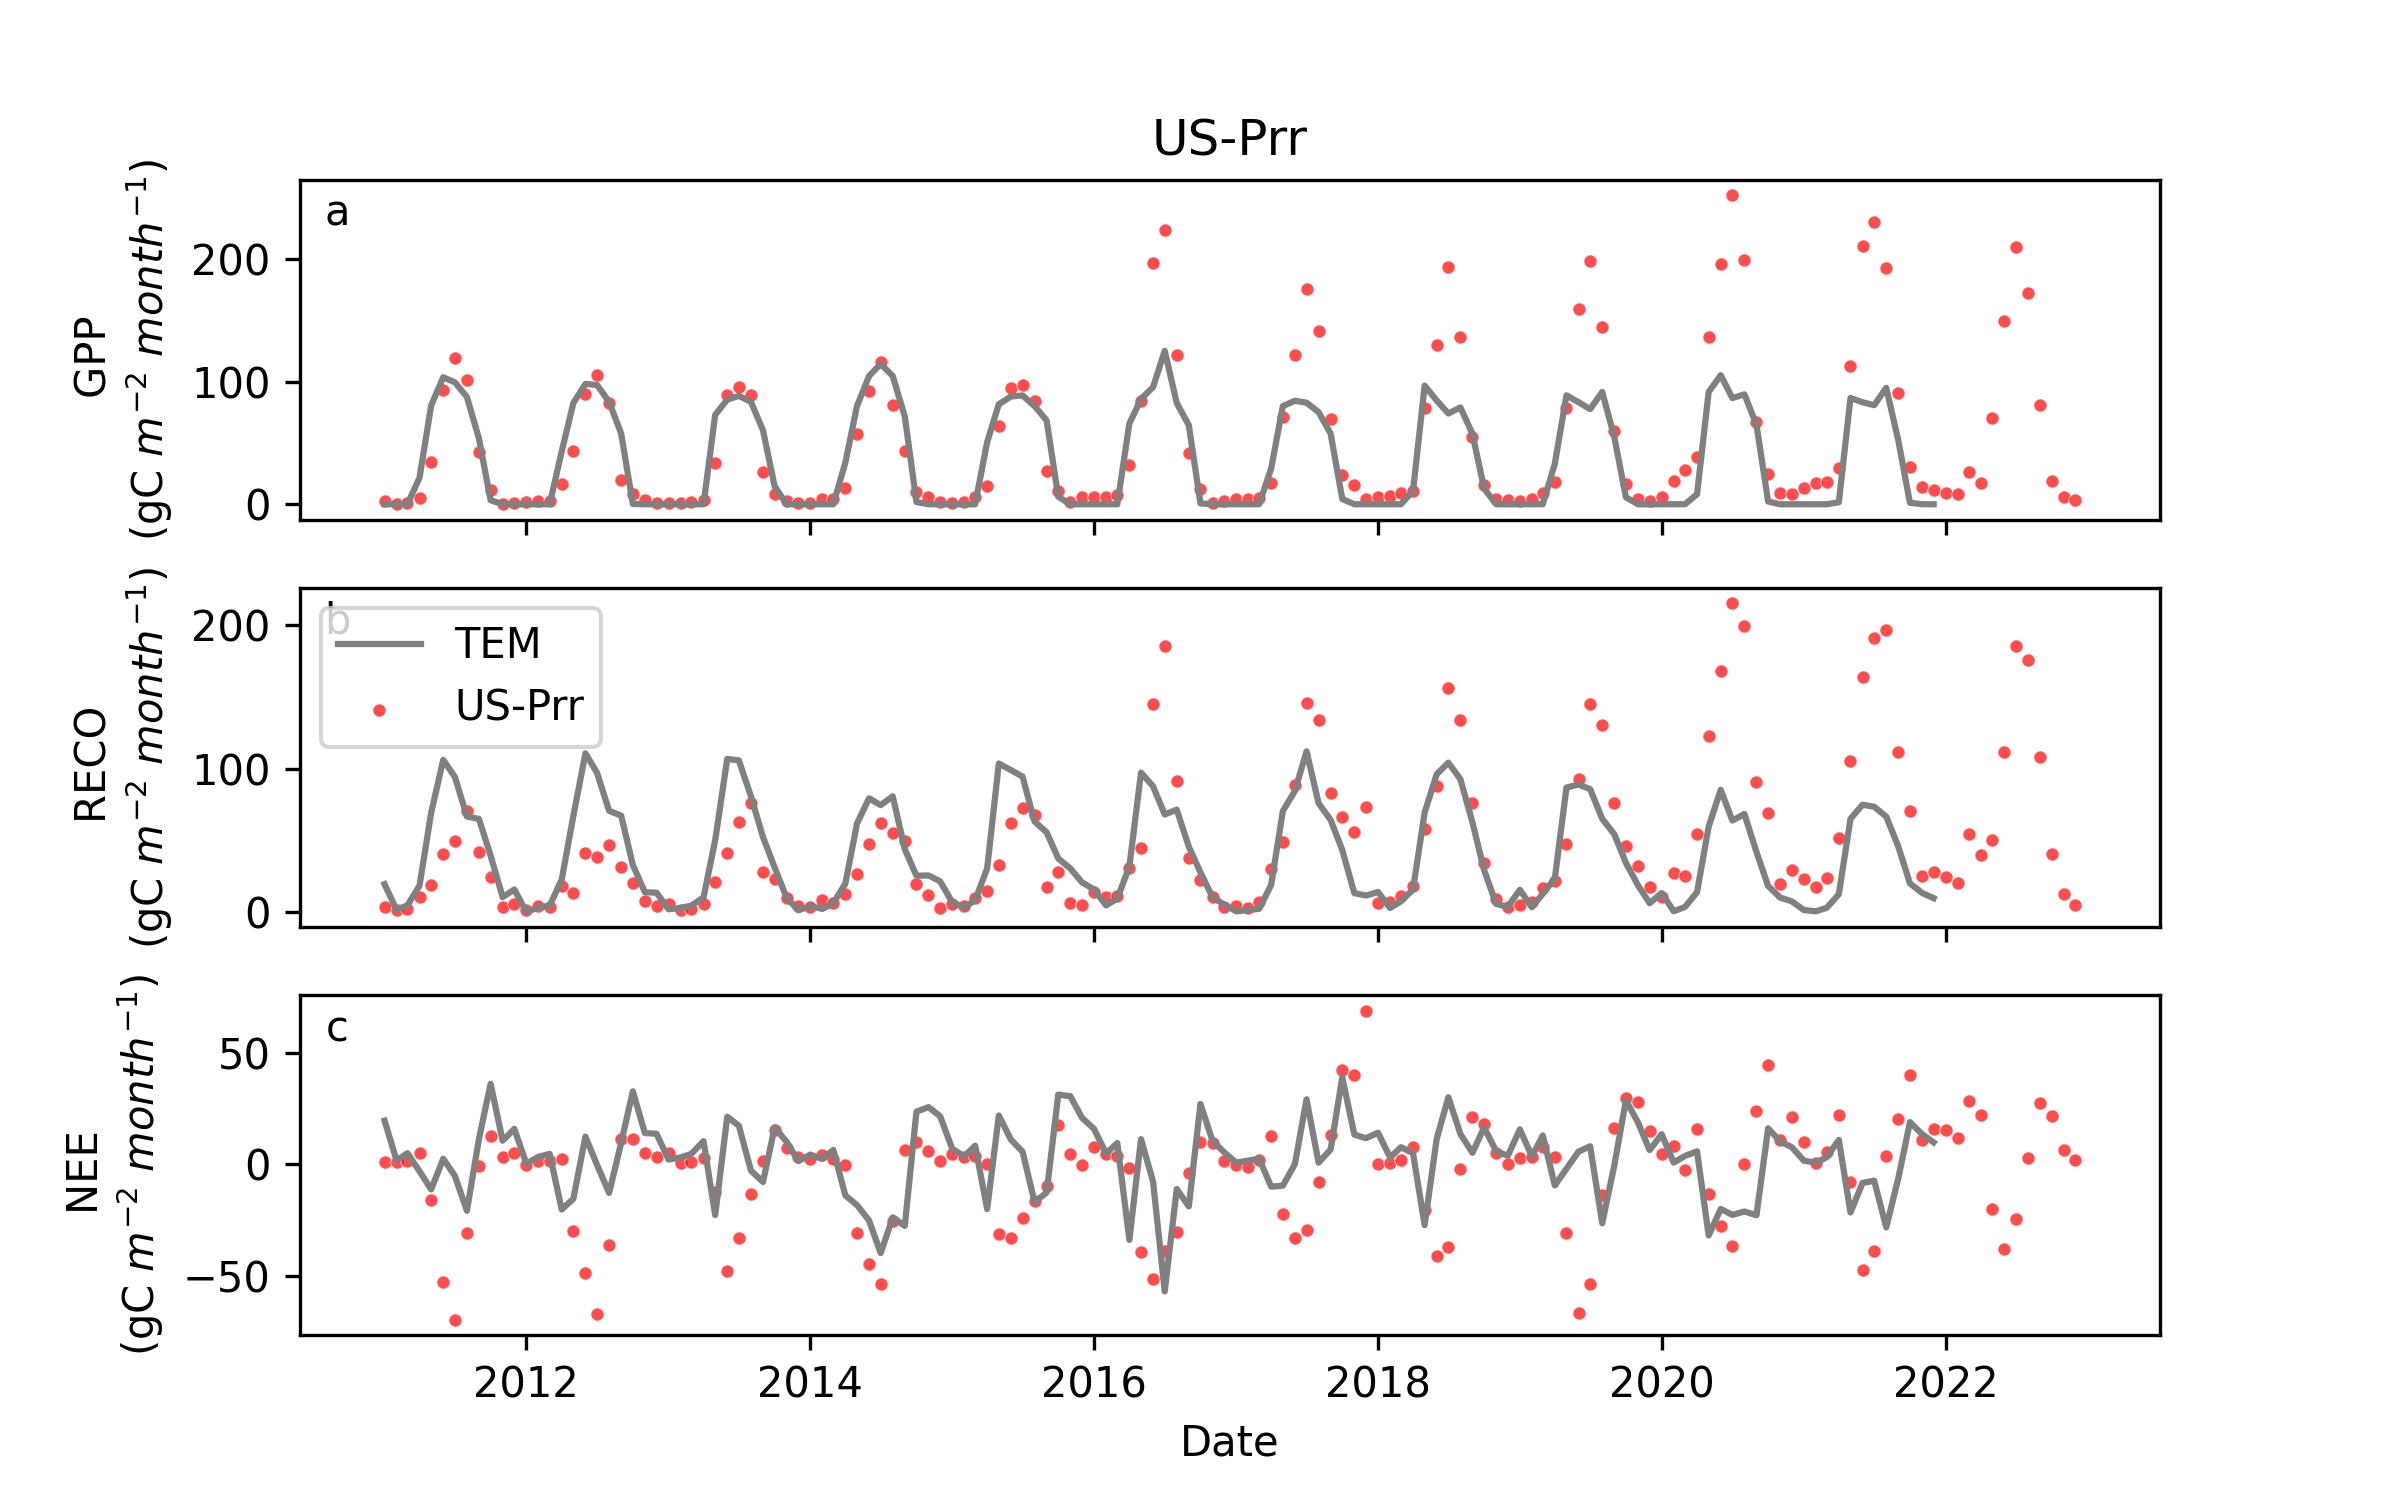 US-Prr
a
GPP
(gC m⁻² month⁻¹)
200
100
0
b
TEM
US-Prr
RECO
(gC m⁻² month⁻¹)
200
100
0
c
NEE
(gC m⁻² month⁻¹)
50
0
−50
2012 2014 2016 2018 2020 2022
Date